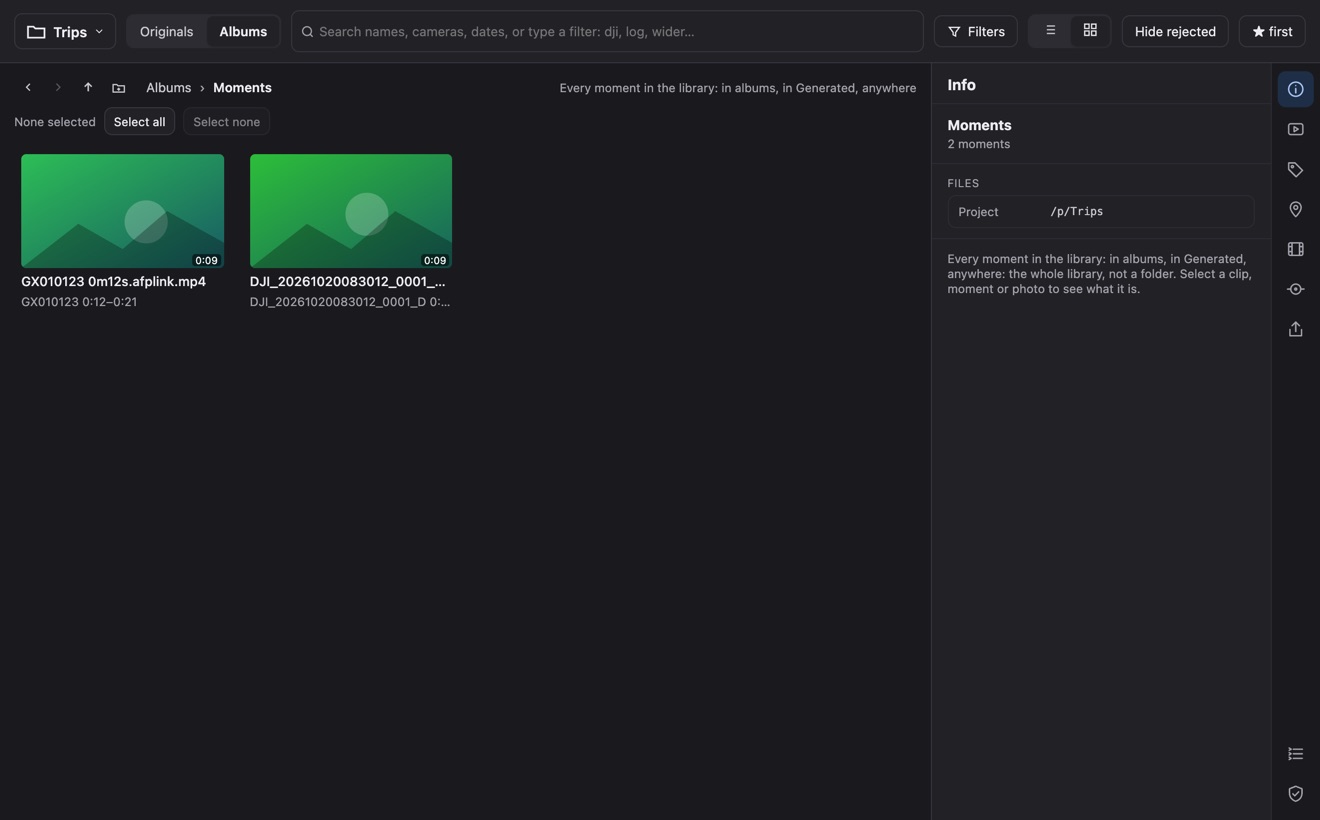 Trips
Originals
Albums
Search names, cameras, dates, or type a filter: dji, log, wider...
Filters
Hide rejected
★ first
Albums › Moments
Every moment in the library: in albums, in Generated, anywhere
None selected
Select all
Select none
0:09
GX010123 0m12s.afplink.mp4
GX010123 0:12–0:21
0:09
DJI_20261020083012_0001_...
DJI_20261020083012_0001_D 0:...
Info
Moments
2 moments
FILES
Project /p/Trips
Every moment in the library: in albums, in Generated,
anywhere: the whole library, not a folder. Select a clip,
moment or photo to see what it is.